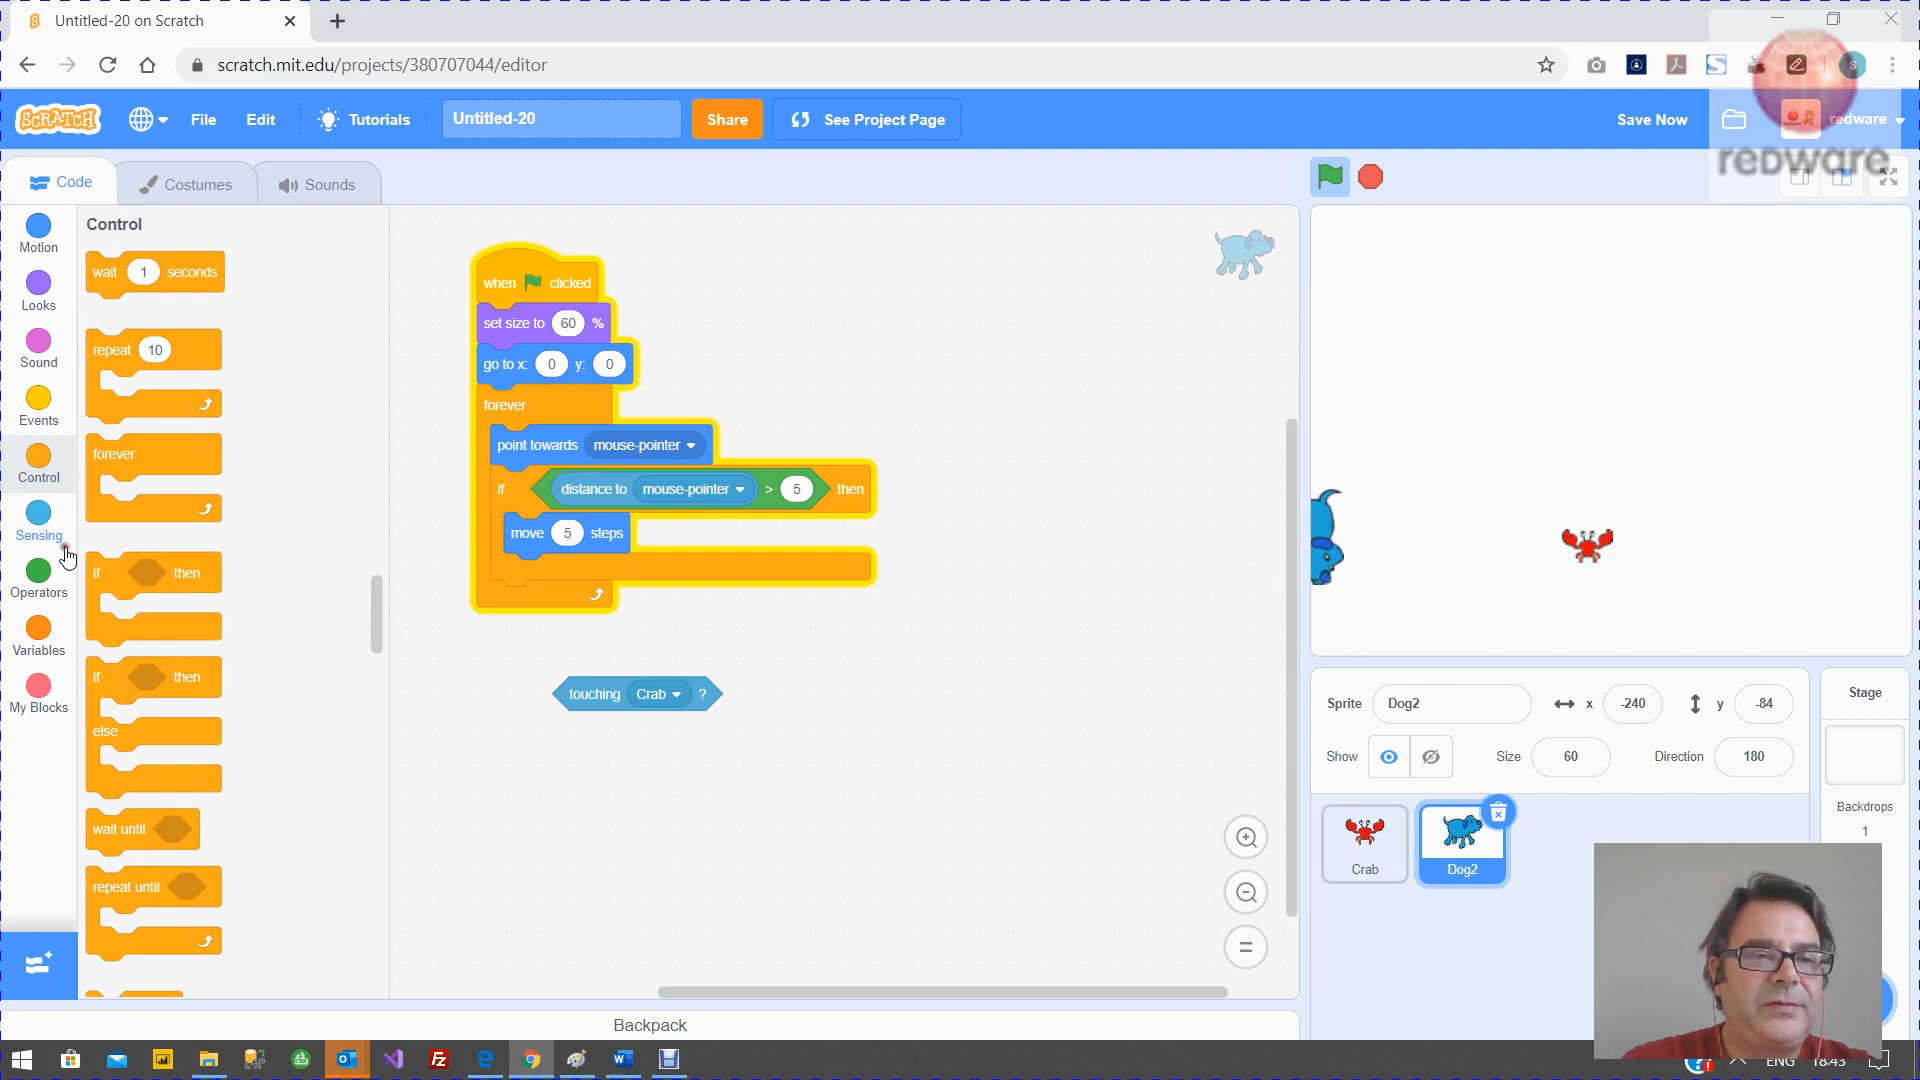 Untitled-20 on Scratch
scratch.mit.edu/projects/380707044/editor
SCRATCH
File
Edit
Tutorials
Untitled-20
Share
See Project Page
Save Now
redware
redware
Code
Costumes
Sounds
Motion
Looks
Sound
Events
Control
Sensing
Operators
Variables
My Blocks
Control
wait 1 seconds
repeat 10
forever
if then
if then
else
wait until
repeat until
when clicked
set size to 60 %
go to x: 0 y: 0
forever
point towards mouse-pointer
if distance to mouse-pointer > 5 then
move 5 steps
touching Crab ?
Sprite Dog2 x -240 y -84
Show Size 60 Direction 180
Crab
Dog2
Stage
Backdrops
1
Backpack
ENG 18:43